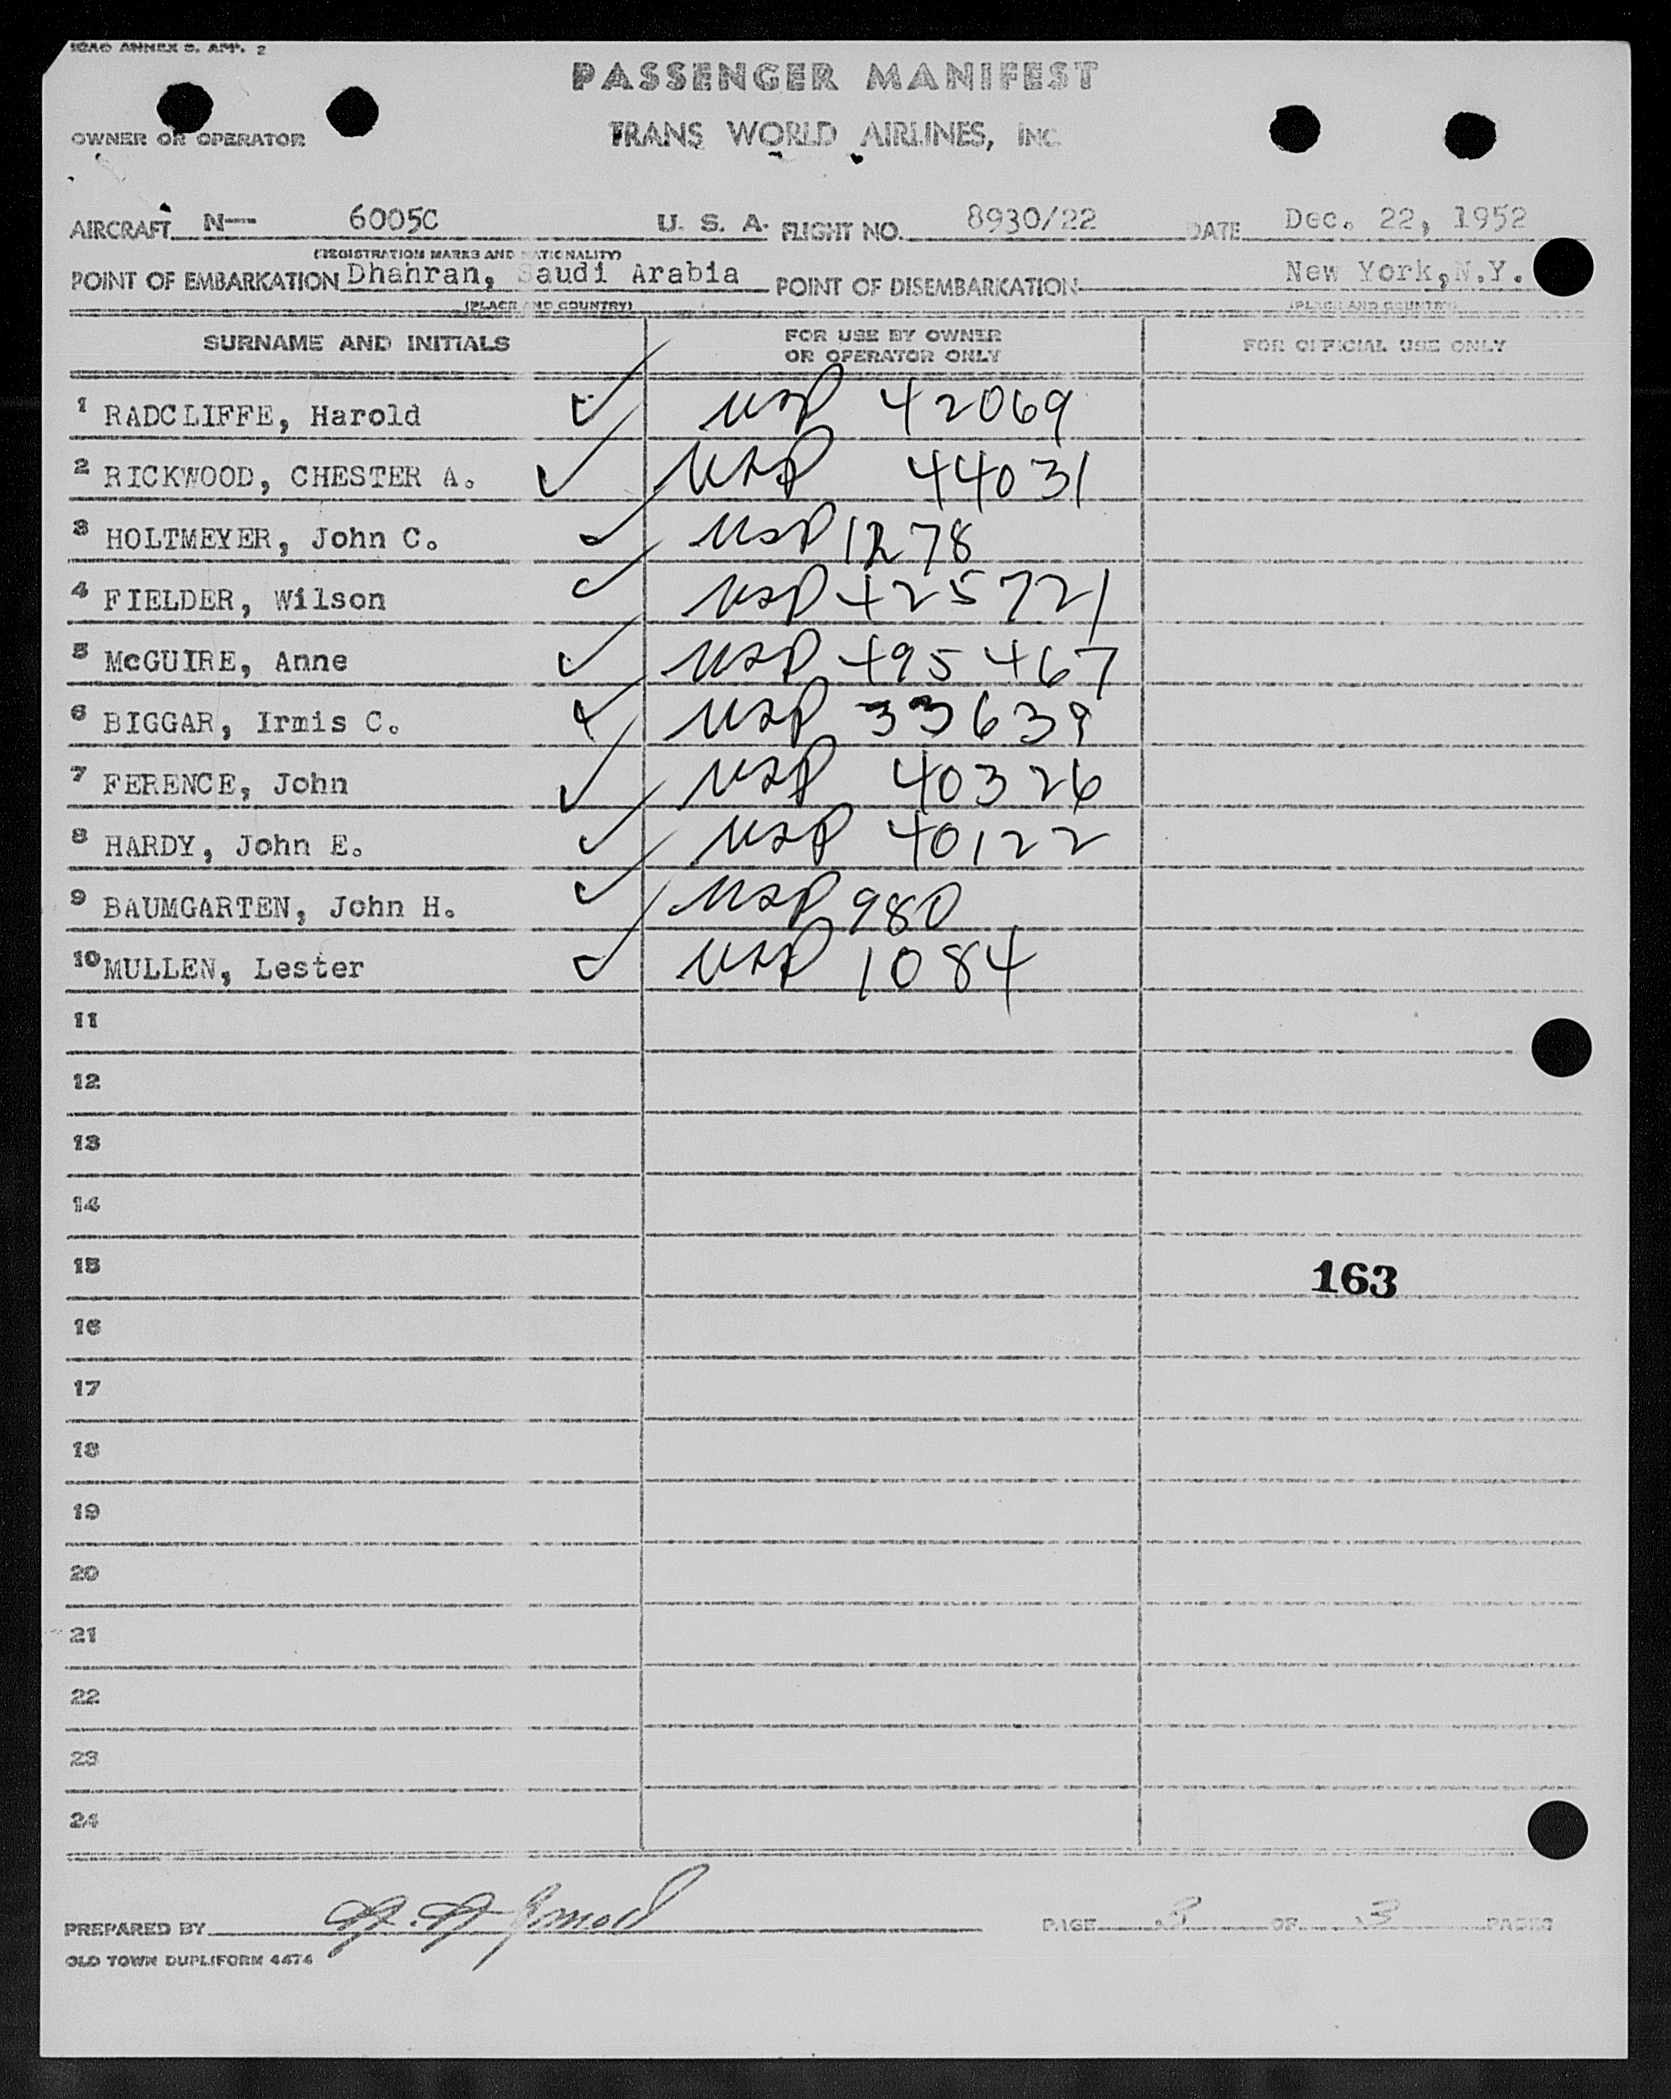 ICAO ANNEX 9. APP. 2
PASSENGER MANIFEST
OWNER OR OPERATOR TRANS WORLD AIRLINES, INC.
AIRCRAFT N— 6005C U. S. A. FLIGHT NO. 8930/22 DATE Dec. 22, 1952
(REGISTRATION MARKS AND NATIONALITY)
POINT OF EMBARKATION Dhahran, Saudi Arabia POINT OF DISEMBARKATION New York,N.Y.
(PLACE AND COUNTRY) (PLACE AND COUNTRY)
SURNAME AND INITIALS FOR USE BY OWNER OR OPERATOR ONLY FOR OFFICIAL USE ONLY
1 RADCLIFFE, Harold ✓ USP 42069
2 RICKWOOD, CHESTER A. ✓ USP 44031
3 HOLTMEYER, John C. ✓ USP 1278
4 FIELDER, Wilson ✓ USP 425721
5 McGUIRE, Anne ✓ USP 495467
6 BIGGAR, Irmis C. ✓ USP 33639
7 FERENCE, John ✓ USP 40326
8 HARDY, John E. ✓ USP 40122
9 BAUMGARTEN, John H. ✓ USP 980
10 MULLEN, Lester ✓ USP 1084
11
12
13
14
15 163
16
17
18
19
20
21
22
23
24
PREPARED BY PAGE 3 OF 3 PAGES
OLD TOWN DUPLIFORM 4474